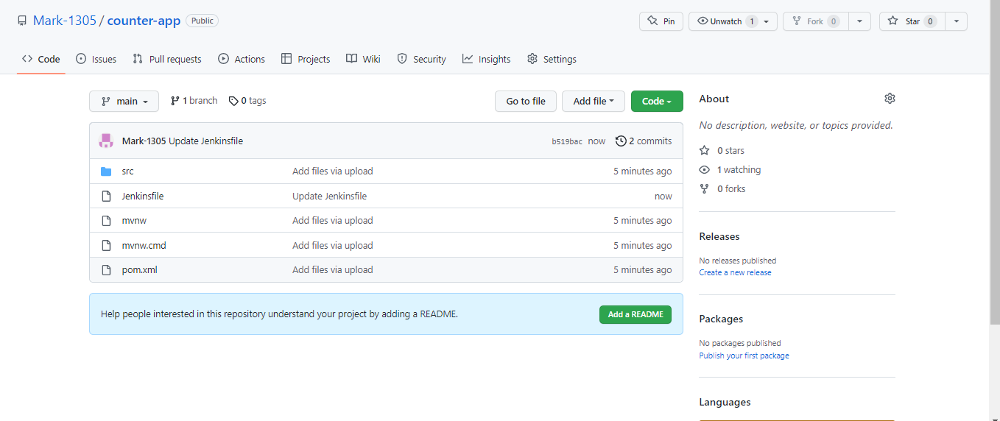 Mark-1305 / counter-app Public
Pin
Unwatch 1
Fork 0
Star 0
Code
Issues
Pull requests
Actions
Projects
Wiki
Security
Insights
Settings
main
1 branch
0 tags
Go to file
Add file
Code
Mark-1305 Update Jenkinsfile b519bac now 2 commits
src Add files via upload 5 minutes ago
Jenkinsfile Update Jenkinsfile now
mvnw Add files via upload 5 minutes ago
mvnw.cmd Add files via upload 5 minutes ago
pom.xml Add files via upload 5 minutes ago
Help people interested in this repository understand your project by adding a README.
Add a README
About
No description, website, or topics provided.
0 stars
1 watching
0 forks
Releases
No releases published
Create a new release
Packages
No packages published
Publish your first package
Languages